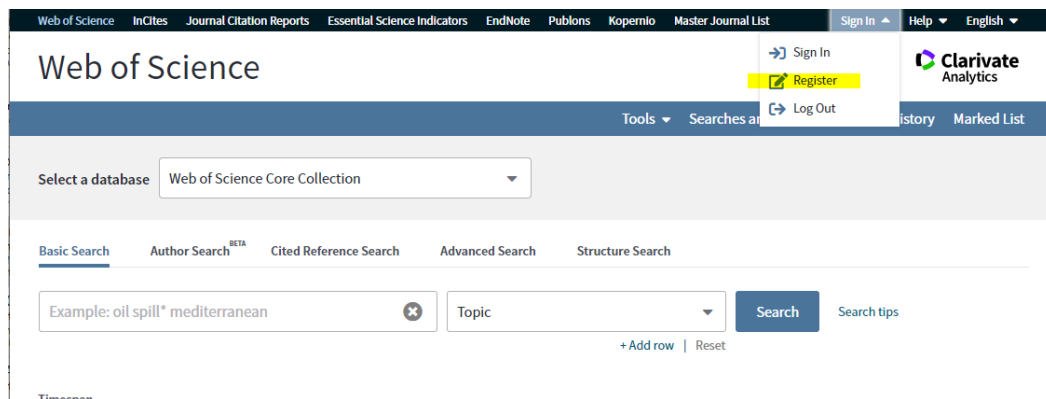 Web of Science InCites Journal Citation Reports Essential Science Indicators EndNote Publons Kopernio Master Journal List Sign In Help English
Sign In
Register
Log Out
Web of Science
Clarivate
Analytics
Tools Searches a istory Marked List
Select a database Web of Science Core Collection
Basic Search Author Search BETA Cited Reference Search Advanced Search Structure Search
Example: oil spill* mediterranean Topic Search Search tips
+ Add row | Reset
Timespan